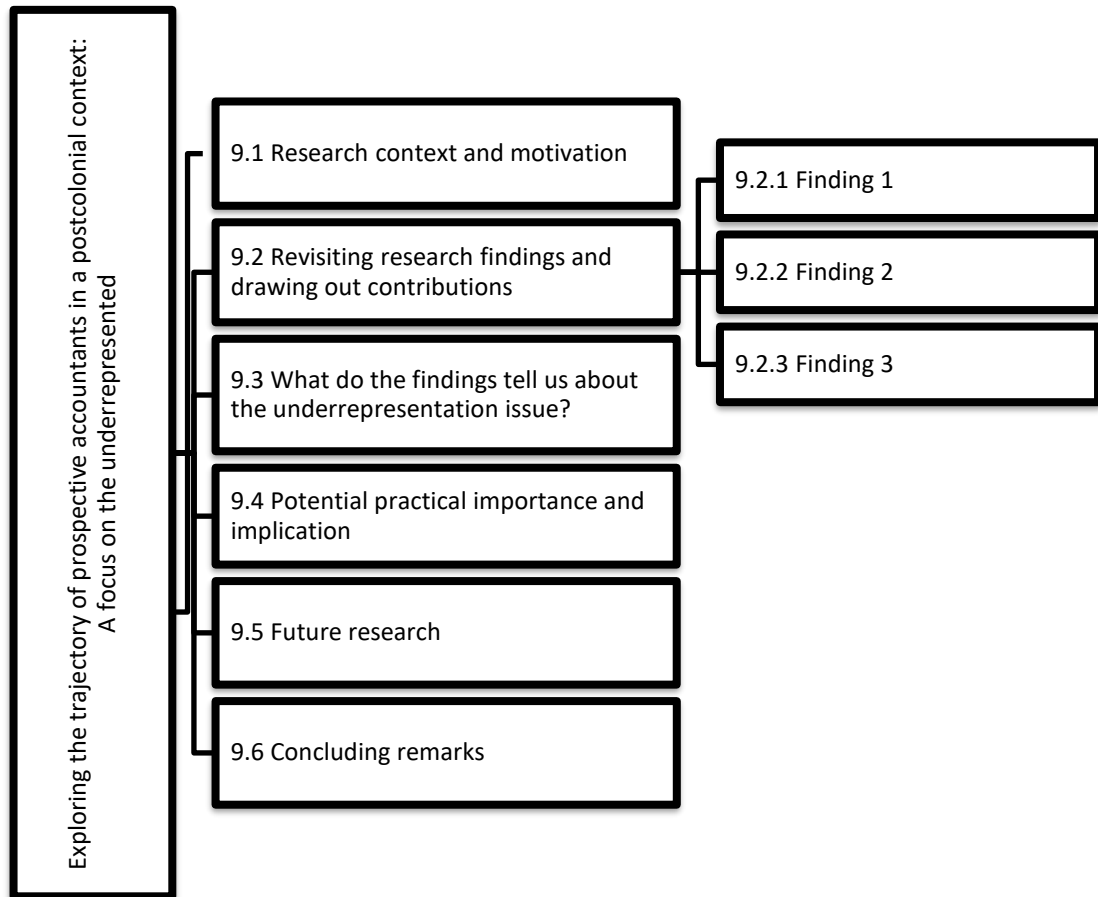 Exploring the trajectory of prospective accountants in a postcolonial context:
A focus on the underrepresented
9.1 Research context and motivation
9.2 Revisiting research findings and
drawing out contributions
9.2.1 Finding 1
9.2.2 Finding 2
9.2.3 Finding 3
9.3 What do the findings tell us about
the underrepresentation issue?
9.4 Potential practical importance and
implication
9.5 Future research
9.6 Concluding remarks